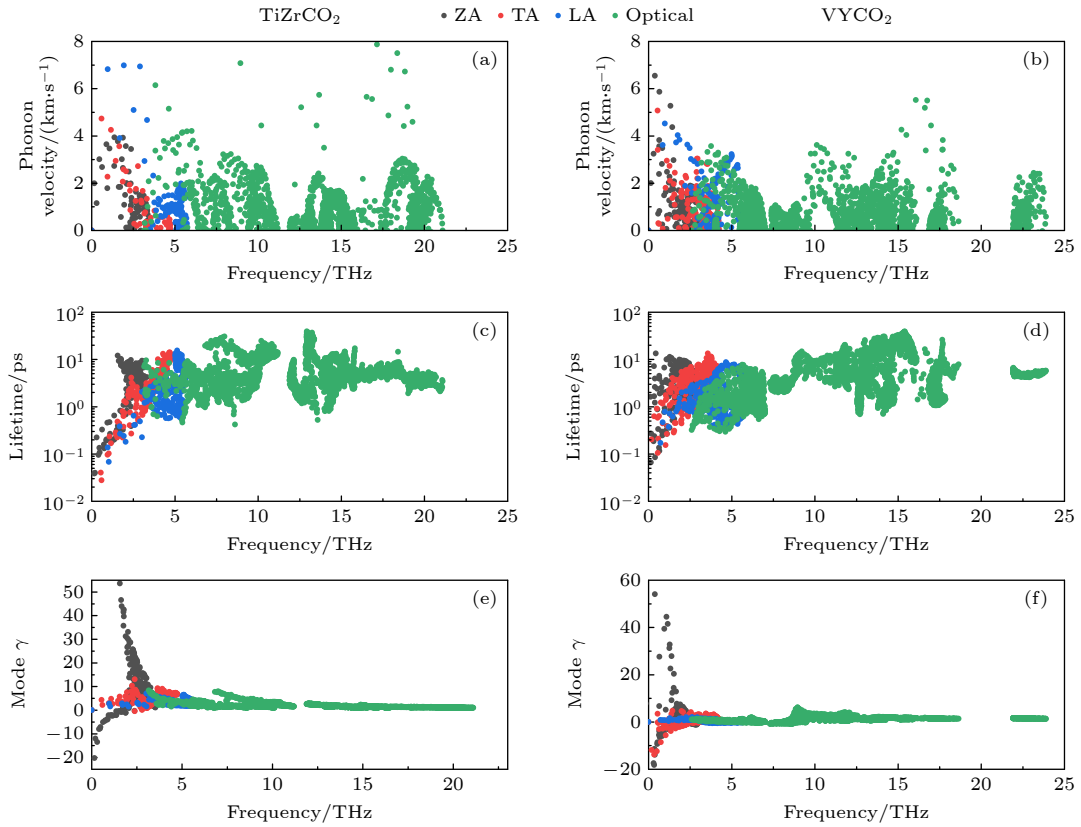 TiZrCO₂ ZA TA LA Optical VYCO₂
(a)
Phonon
velocity/(km·s⁻¹)
8
6
4
2
0
0 5 10 15 20 25
Frequency/THz
(b)
Phonon
velocity/(km·s⁻¹)
8
6
4
2
0
0 5 10 15 20 25
Frequency/THz
(c)
Lifetime/ps
10²
10¹
10⁰
10⁻¹
10⁻²
0 5 10 15 20 25
Frequency/THz
(d)
Lifetime/ps
10²
10¹
10⁰
10⁻¹
10⁻²
0 5 10 15 20 25
Frequency/THz
(e)
Mode γ
50
40
30
20
10
0
−10
−20
0 5 10 15 20
Frequency/THz
(f)
Mode γ
60
40
20
0
−20
0 5 10 15 20 25
Frequency/THz